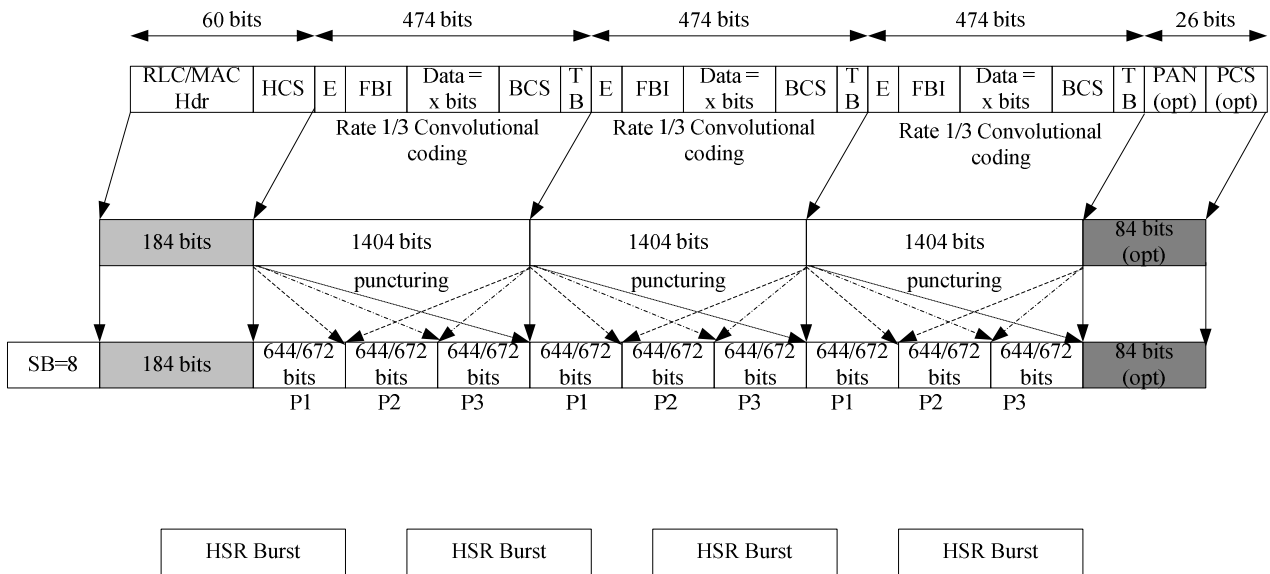 60 bits 474 bits 474 bits 474 bits 26 bits
RLC/MAC Hdr HCS E FBI Data = x bits BCS T B E FBI Data = x bits BCS T B E FBI Data = x bits BCS T B PAN (opt) PCS (opt)
Rate 1/3 Convolutional coding Rate 1/3 Convolutional coding Rate 1/3 Convolutional coding
184 bits 1404 bits 1404 bits 1404 bits 84 bits (opt)
puncturing puncturing puncturing
SB=8 184 bits 644/672 bits 644/672 bits 644/672 bits 644/672 bits 644/672 bits 644/672 bits 644/672 bits 644/672 bits 644/672 bits 84 bits (opt)
P1 P2 P3 P1 P2 P3 P1 P2 P3
HSR Burst HSR Burst HSR Burst HSR Burst